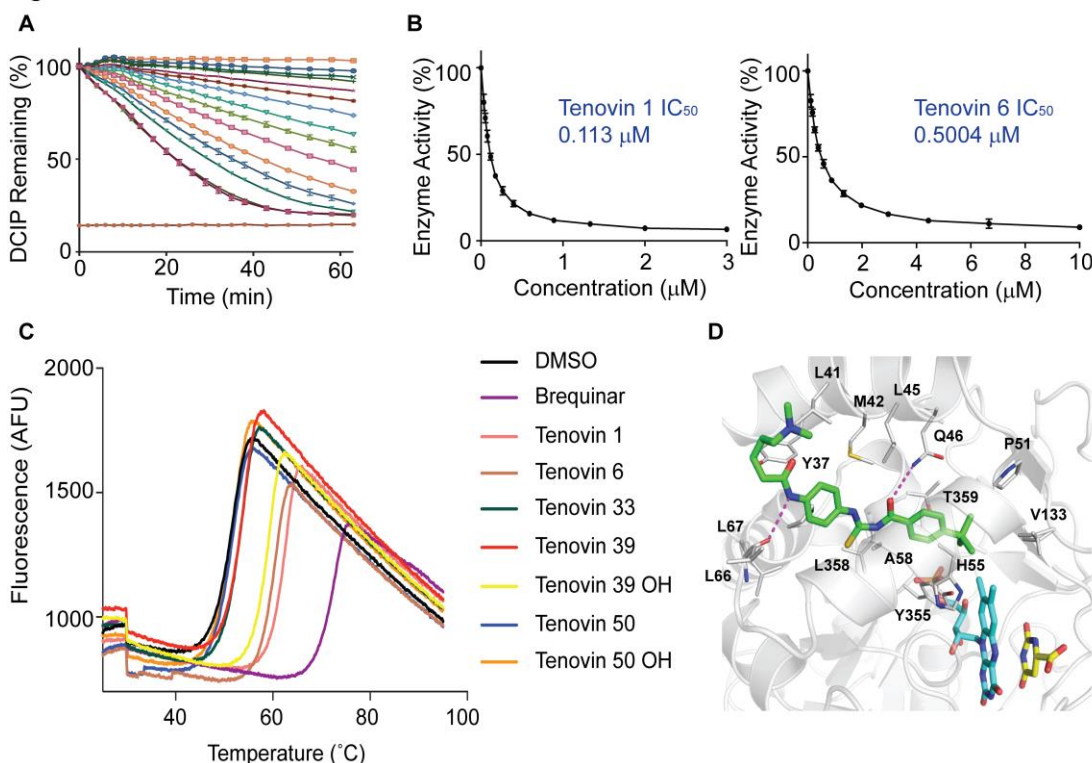 A
DCIP Remaining (%)
100
50
0
20
40
60
Time (min)
B
Enzyme Activity (%)
100
50
0
Tenovin 1 IC50
0.113 μM
0
1
2
3
Concentration (μM)
Enzyme Activity (%)
100
50
0
Tenovin 6 IC50
0.5004 μM
0
2
4
6
8
10
Concentration (μM)
C
Fluorescence (AFU)
2000
1500
1000
40
60
80
100
Temperature (˚C)
DMSO
Brequinar
Tenovin 1
Tenovin 6
Tenovin 33
Tenovin 39
Tenovin 39 OH
Tenovin 50
Tenovin 50 OH
D
L41
M42
L45
Q46
P51
Y37
T359
V133
L67
L66
L358
A58
H55
Y355